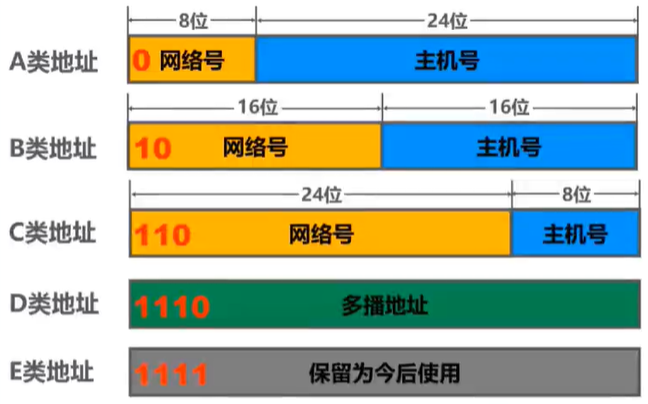 8位 24位
A类地址 0 网络号 主机号
16位 16位
B类地址 10 网络号 主机号
24位 8位
C类地址 110 网络号 主机号
D类地址 1110 多播地址
E类地址 1111 保留为今后使用